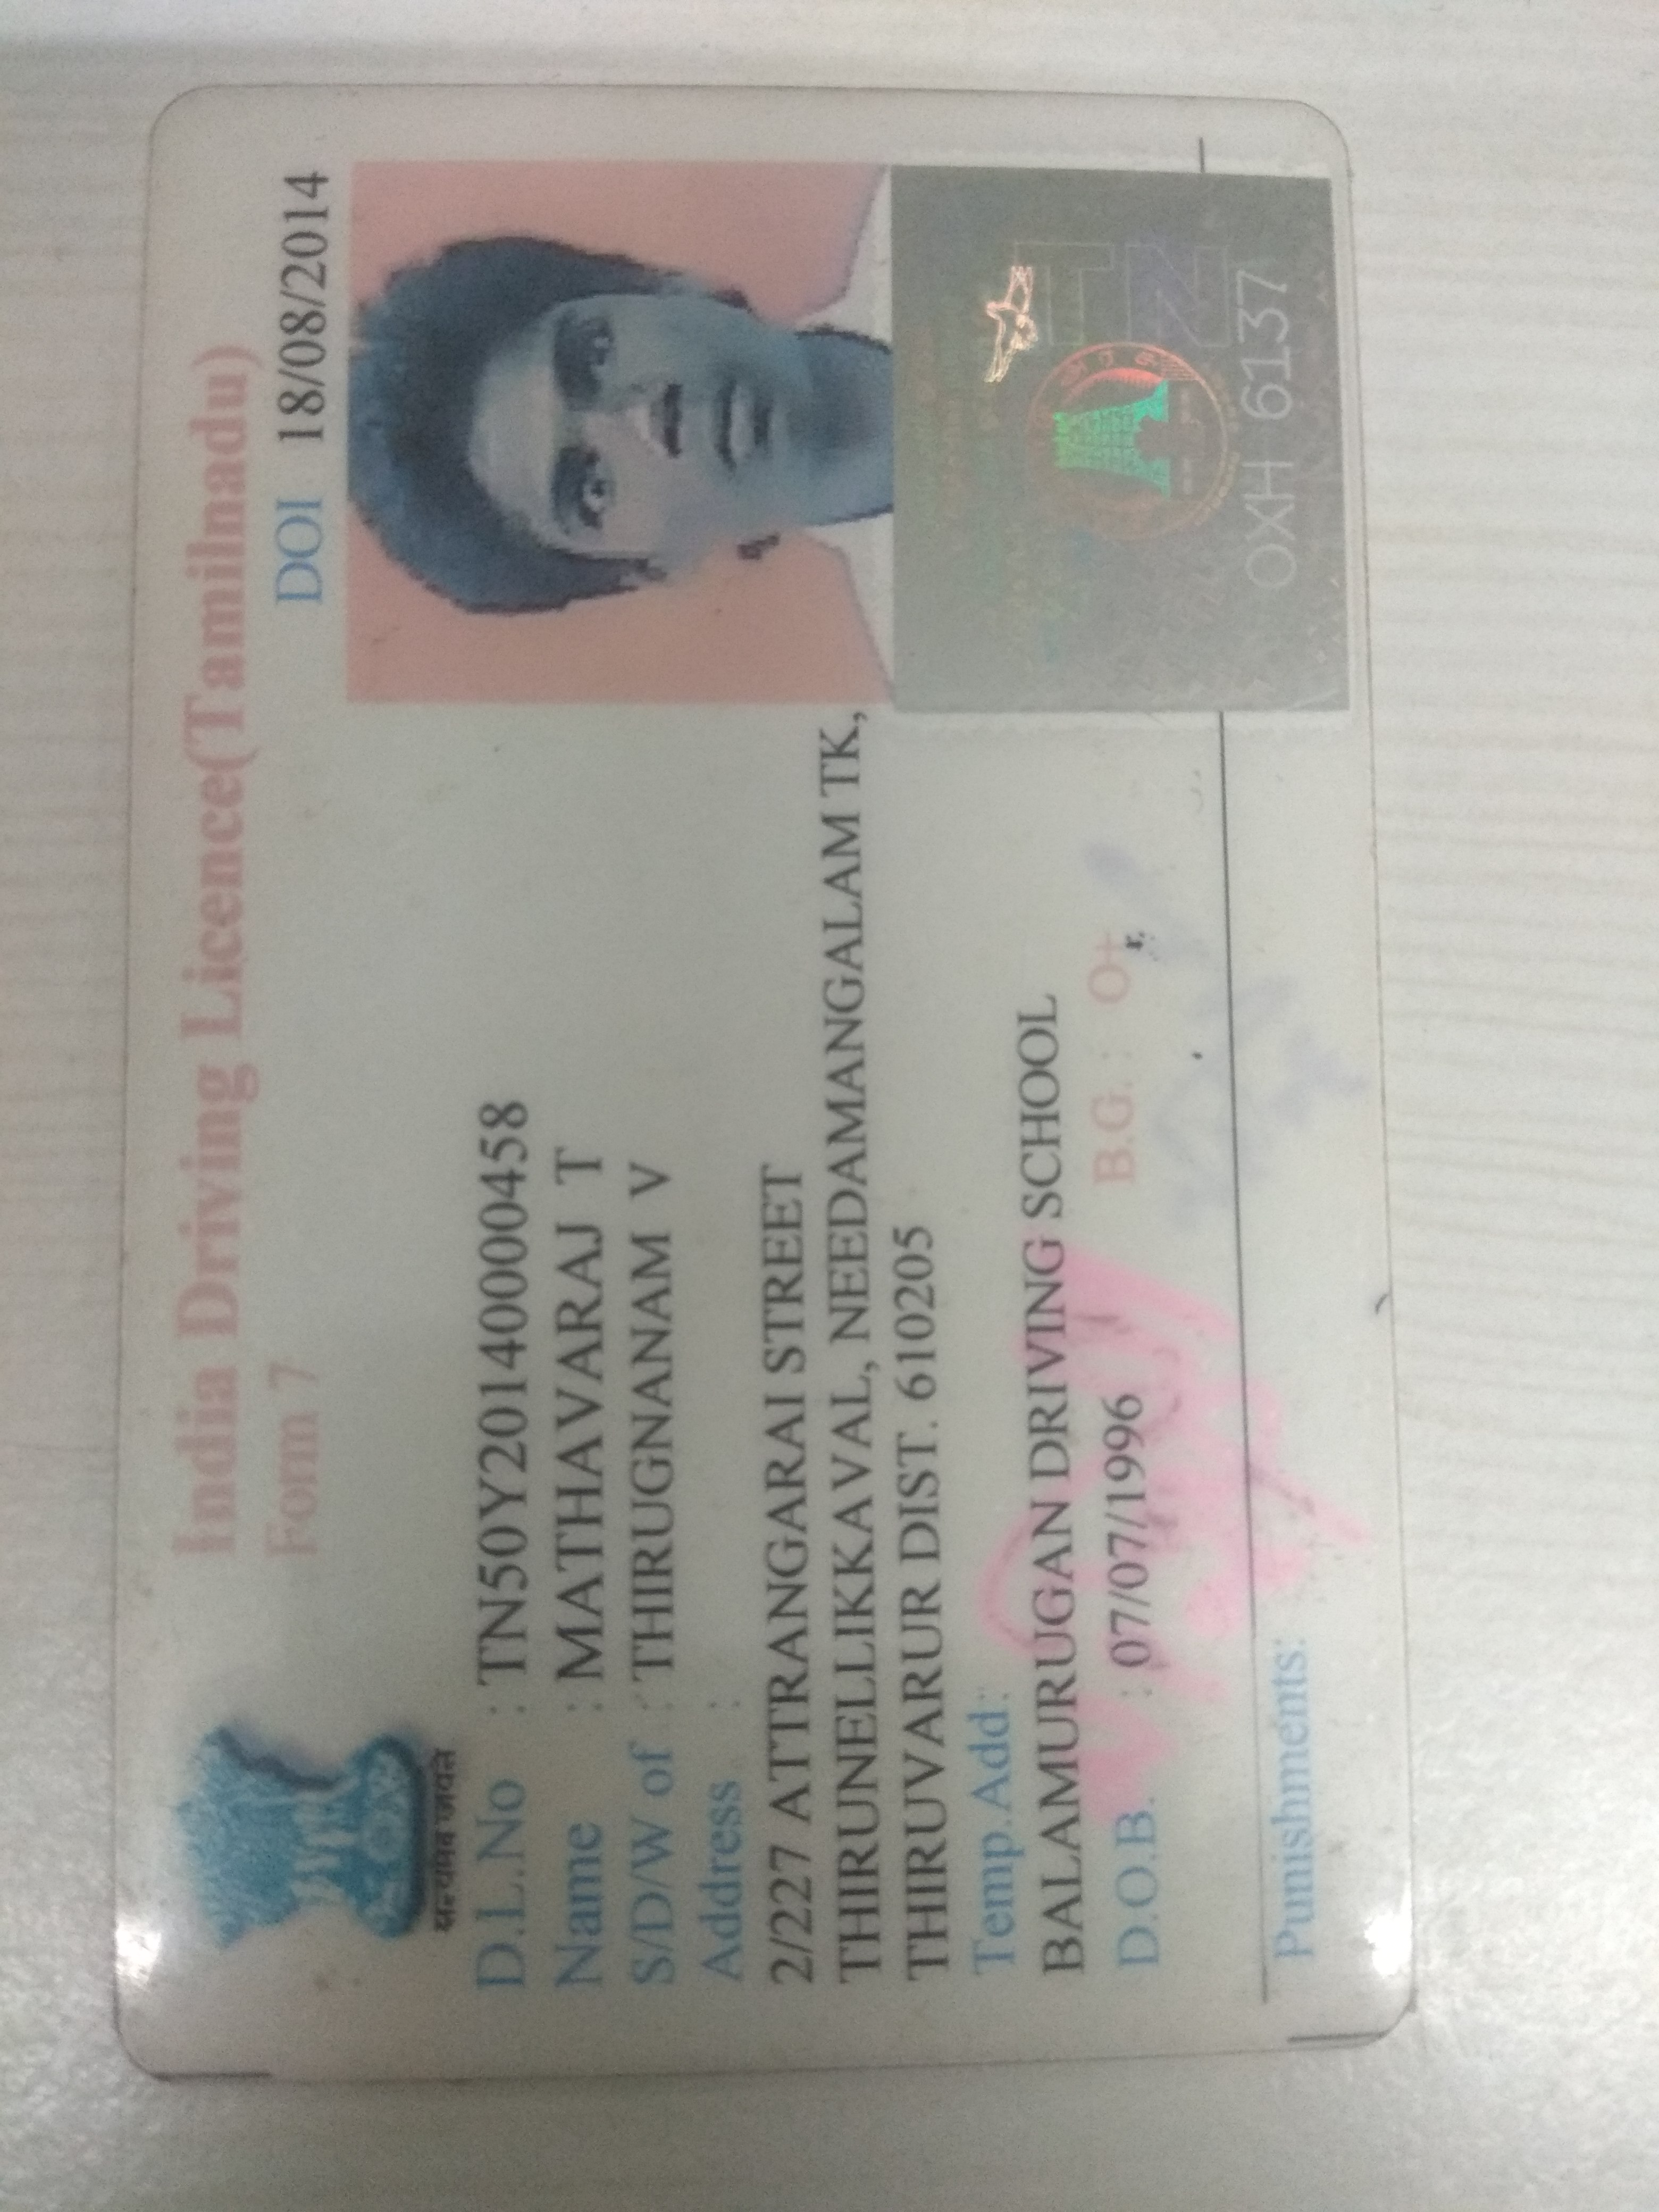 India Driving Licence(Tamilnadu)
Form 7
DOI 18/08/2014
सत्यमेव जयते
D.L.No : TN50Y20140000458
Name : MATHAVARAJ T
S/D/W of : THIRUGNANAM V
Address :
2/227 ATTRANGARAI STREET
THIRUNELLIKKAVAL, NEEDAMANGALAM TK,
THIRUVARUR DIST. 610205
Temp.Add:
BALAMURUGAN DRIVING SCHOOL
D.O.B. : 07/07/1996 B.G. : O+
r.
Punishments:
TN
OXH 6137